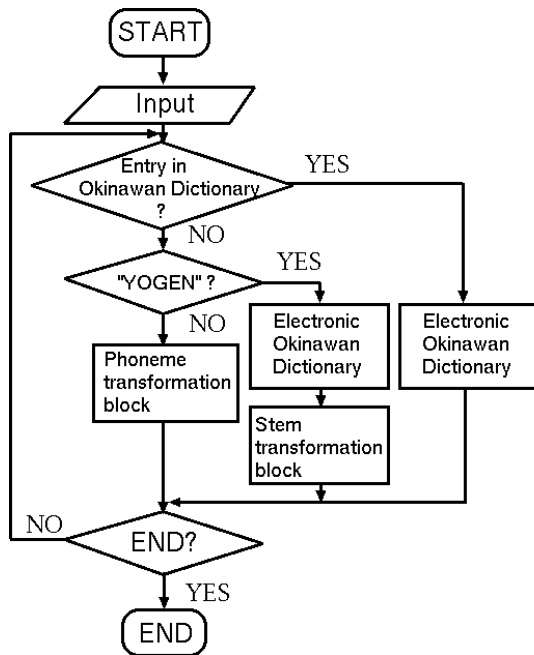 START
Input
Entry in
Okinawan Dictionary
?
YES
NO
"YOGEN" ?
YES
NO
Electronic
Okinawan
Dictionary
Electronic
Okinawan
Dictionary
Phoneme
transformation
block
Stem
transformation
block
NO
END?
YES
END